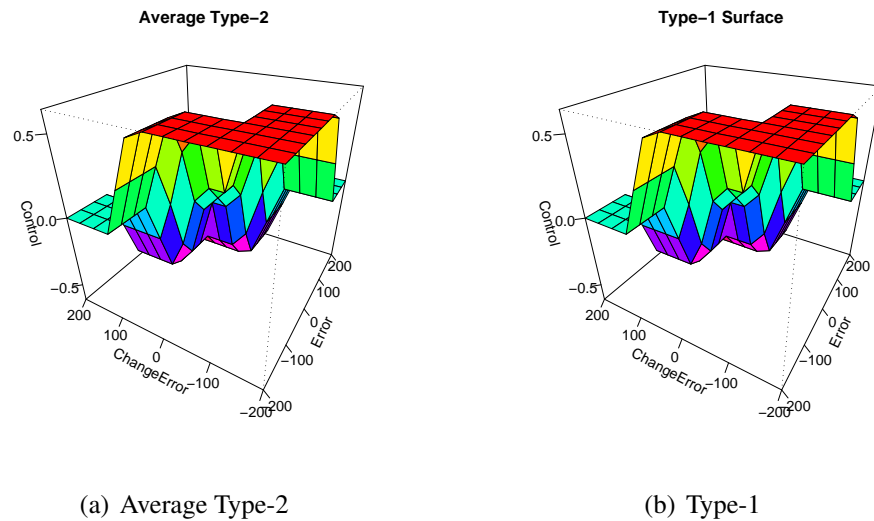 Average Type−2
Type−1 Surface
0.5
0.0
−0.5
Control
200
100
0
−100
−200
ChangeError
−200
−100
0
100
200
Error
0.5
0.0
−0.5
Control
200
100
0
−100
−200
ChangeError
−200
−100
0
100
200
Error
(a) Average Type-2
(b) Type-1